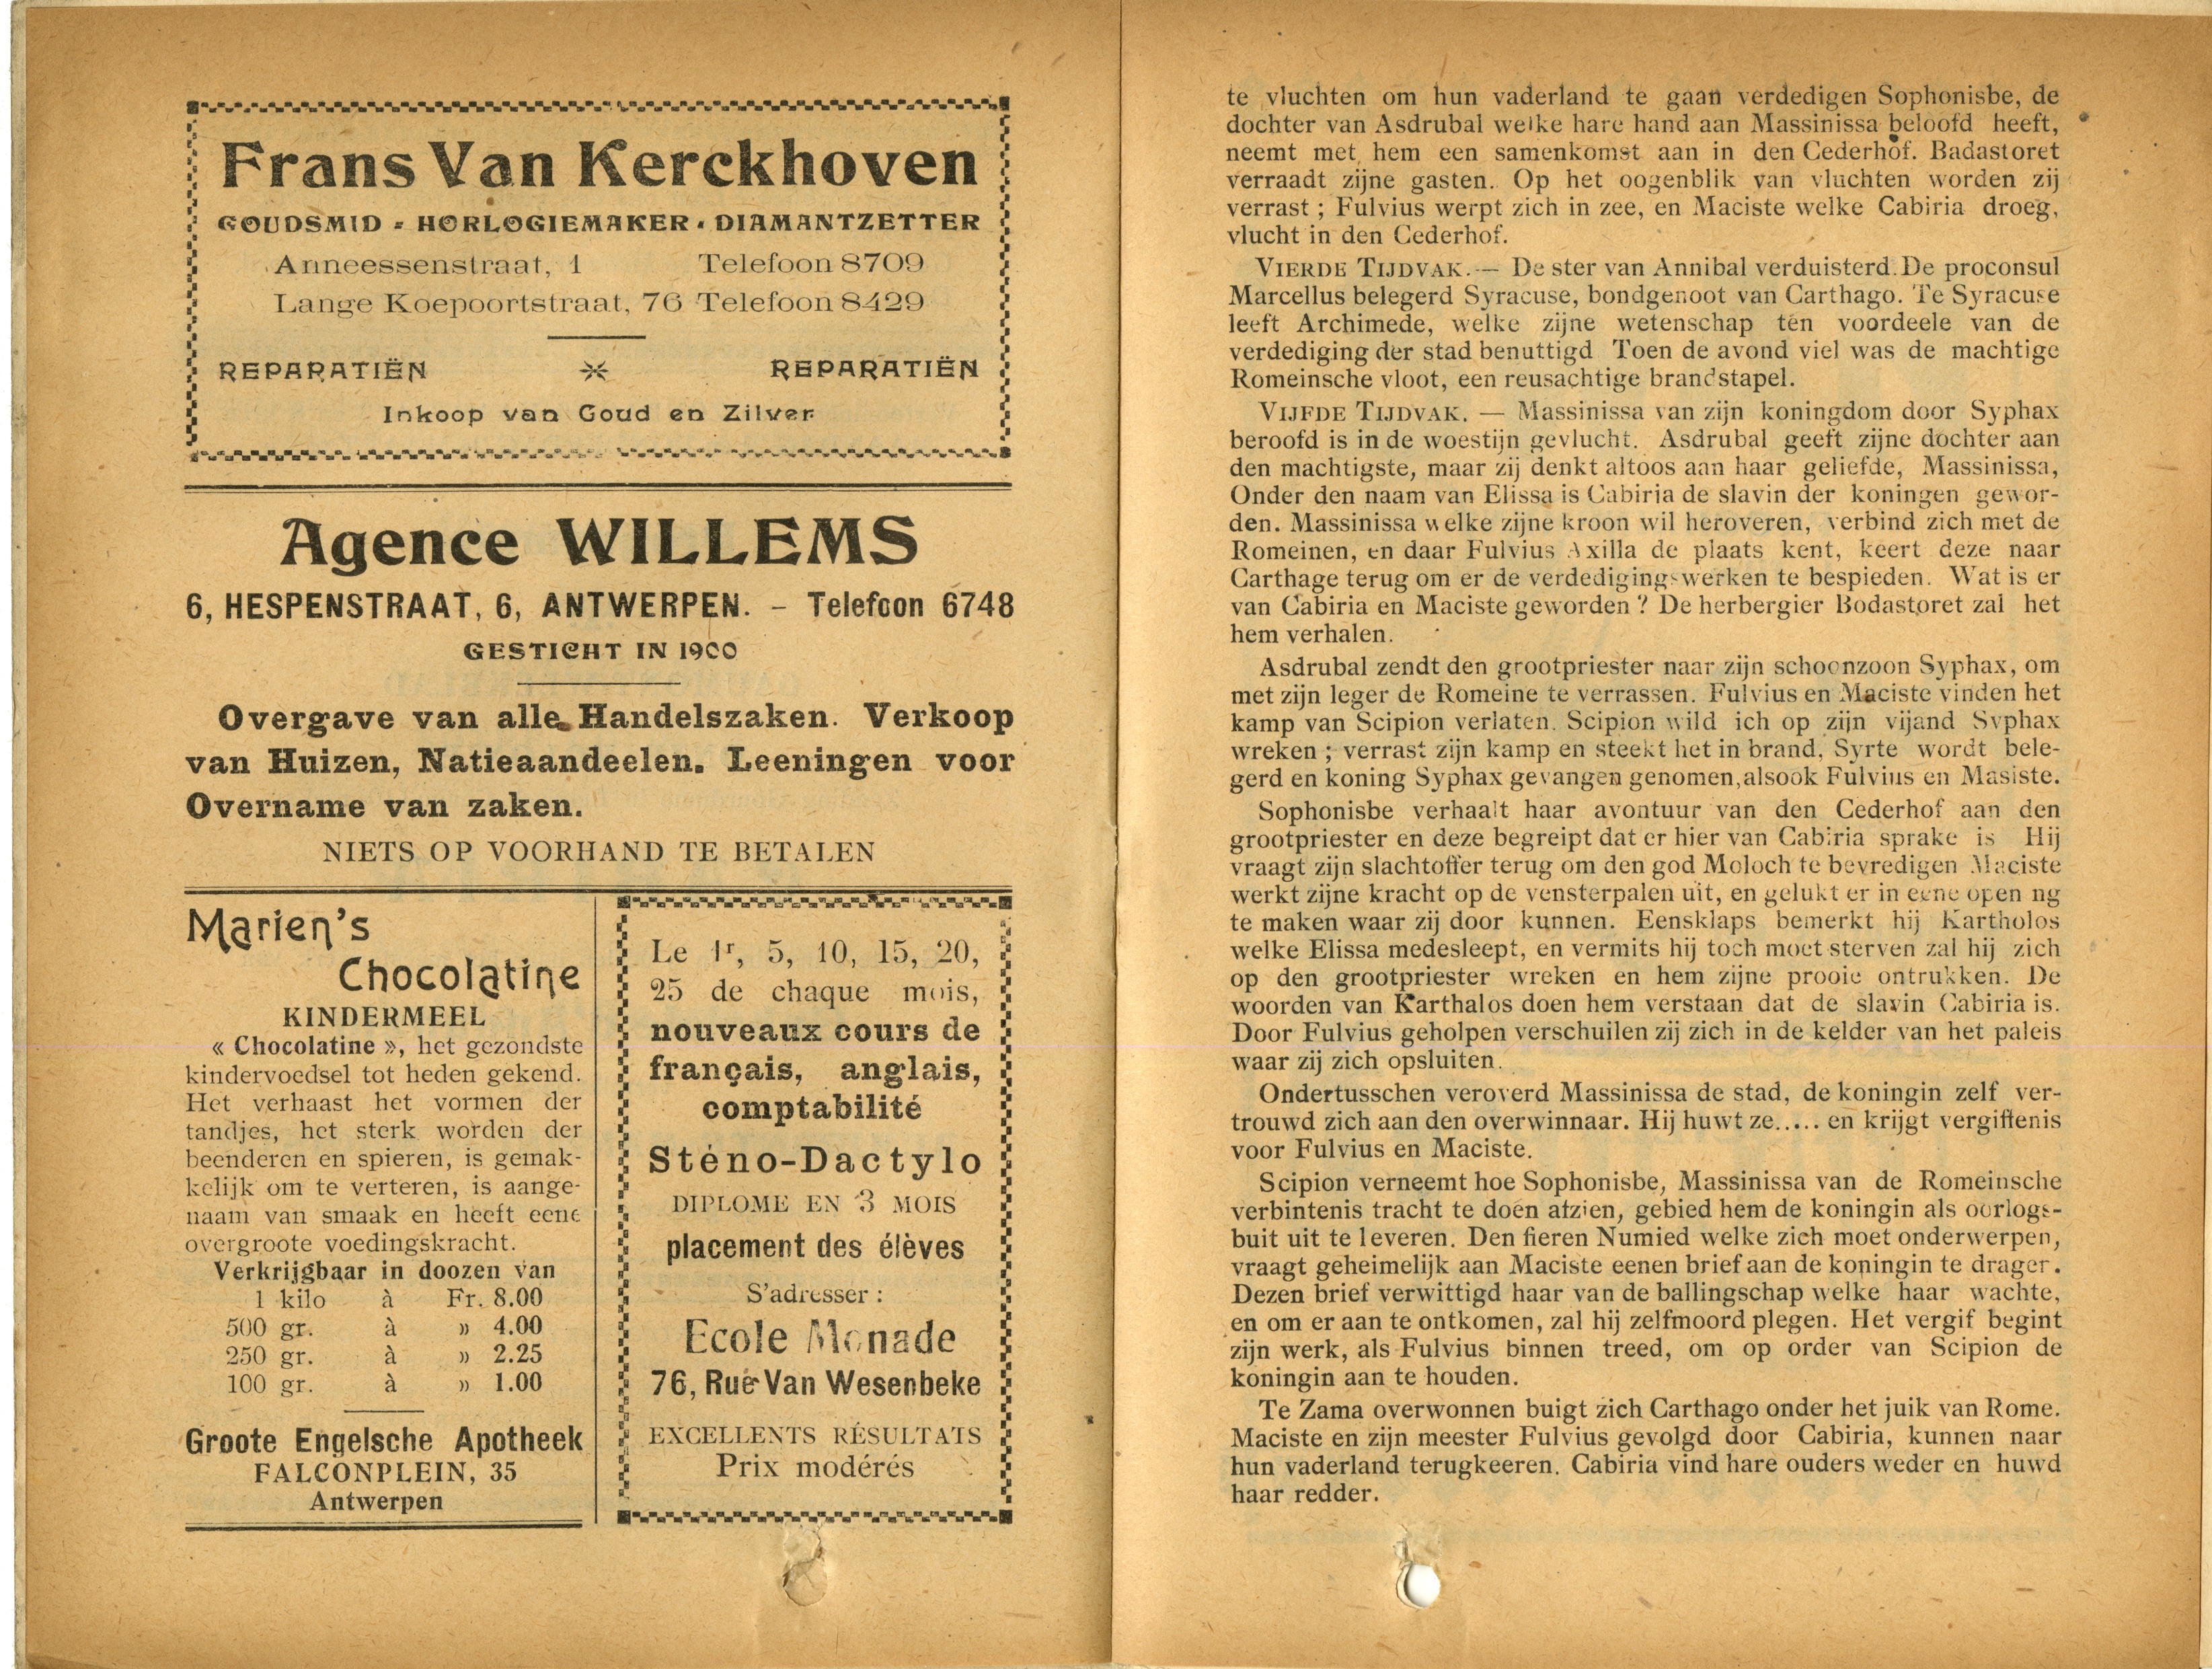 Frans Van Kerckhoven
GOUDSMID - HORLOGIEMAKER - DIAMANTZETTER
Anneessenstraat, 1 Telefoon 8709
Lange Koepoortstraat, 76 Telefoon 8429
REPARATIËN REPARATIËN
Inkoop van Goud en Zilver
Agence WILLEMS
6, HESPENSTRAAT, 6, ANTWERPEN. - Telefoon 6748
GESTICHT IN 1900
Overgave van alle Handelszaken. Verkoop
van Huizen, Natieaandeelen. Leeningen voor
Overname van zaken.
NIETS OP VOORHAND TE BETALEN
Marien's
Chocolatine
KINDERMEEL
« Chocolatine », het gezondste
kindervoedsel tot heden gekend.
Het verhaast het vormen der
tandjes, het sterk worden der
beenderen en spieren, is gemak-
kelijk om te verteren, is aange-
naam van smaak en heeft eene
overgroote voedingskracht.
Verkrijgbaar in doozen van
1 kilo à Fr. 8.00
500 gr. à » 4.00
250 gr. à » 2.25
100 gr. à » 1.00
Groote Engelsche Apotheek
FALCONPLEIN, 35
Antwerpen
Le 1r, 5, 10, 15, 20,
25 de chaque mois,
nouveaux cours de
français, anglais,
comptabilité
Sténo-Dactylo
DIPLOME EN 3 MOIS
placement des élèves
S'adresser :
Ecole Monade
76, Rue Van Wesenbeke
EXCELLENTS RÉSULTATS
Prix modérés
te vluchten om hun vaderland te gaan verdedigen Sophonisbe, de
dochter van Asdrubal welke hare hand aan Massinissa beloofd heeft,
neemt met hem een samenkomst aan in den Cederhof. Badastoret
verraadt zijne gasten. Op het oogenblik van vluchten worden zij
verrast ; Fulvius werpt zich in zee, en Maciste welke Cabiria droeg,
vlucht in den Cederhof.
VIERDE TIJDVAK. — De ster van Annibal verduisterd. De proconsul
Marcellus belegerd Syracuse, bondgenoot van Carthago. Te Syracuse
leeft Archimede, welke zijne wetenschap ten voordeele van de
verdediging der stad benuttigd Toen de avond viel was de machtige
Romeinsche vloot, een reusachtige brandstapel.
VIJFDE TIJDVAK. — Massinissa van zijn koningdom door Syphax
beroofd is in de woestijn gevlucht. Asdrubal geeft zijne dochter aan
den machtigste, maar zij denkt altoos aan haar geliefde, Massinissa,
Onder den naam van Elissa is Cabiria de slavin der koningen gewor-
den. Massinissa welke zijne kroon wil heroveren, verbind zich met de
Romeinen, en daar Fulvius Axilla de plaats kent, keert deze naar
Carthage terug om er de verdedigingswerken te bespieden. Wat is er
van Cabiria en Maciste geworden ? De herbergier Bodastoret zal het
hem verhalen.
Asdrubal zendt den grootpriester naar zijn schoonzoon Syphax, om
met zijn leger de Romeine te verrassen. Fulvius en Maciste vinden het
kamp van Scipion verlaten. Scipion wild ich op zijn vijand Syphax
wreken ; verrast zijn kamp en steekt het in brand, Syrte wordt bele-
gerd en koning Syphax gevangen genomen, alsook Fulvius en Masiste.
Sophonisbe verhaalt haar avontuur van den Cederhof aan den
grootpriester en deze begreipt dat er hier van Cabiria sprake is Hij
vraagt zijn slachtoffer terug om den god Moloch te bevredigen Maciste
werkt zijne kracht op de vensterpalen uit, en gelukt er in eene open ng
te maken waar zij door kunnen. Eensklaps bemerkt hij Kartholos
welke Elissa medesleept, en vermits hij toch moet sterven zal hij zich
op den grootpriester wreken en hem zijne prooie ontrukken. De
woorden van Karthalos doen hem verstaan dat de slavin Cabiria is.
Door Fulvius geholpen verschuilen zij zich in de kelder van het paleis
waar zij zich opsluiten.
Ondertusschen veroverd Massinissa de stad, de koningin zelf ver-
trouwd zich aan den overwinnaar. Hij huwt ze..... en krijgt vergiftenis
voor Fulvius en Maciste.
Scipion verneemt hoe Sophonisbe, Massinissa van de Romeinsche
verbintenis tracht te doen afzien, gebied hem de koningin als oorlogs-
buit uit te leveren. Den fieren Numied welke zich moet onderwerpen,
vraagt geheimelijk aan Maciste eenen brief aan de koningin te drager.
Dezen brief verwittigd haar van de ballingschap welke haar wachte,
en om er aan te ontkomen, zal hij zelfmoord plegen. Het vergif begint
zijn werk, als Fulvius binnen treed, om op order van Scipion de
koningin aan te houden.
Te Zama overwonnen buigt zich Carthago onder het juik van Rome.
Maciste en zijn meester Fulvius gevolgd door Cabiria, kunnen naar
hun vaderland terugkeeren. Cabiria vind hare ouders weder en huwd
haar redder.